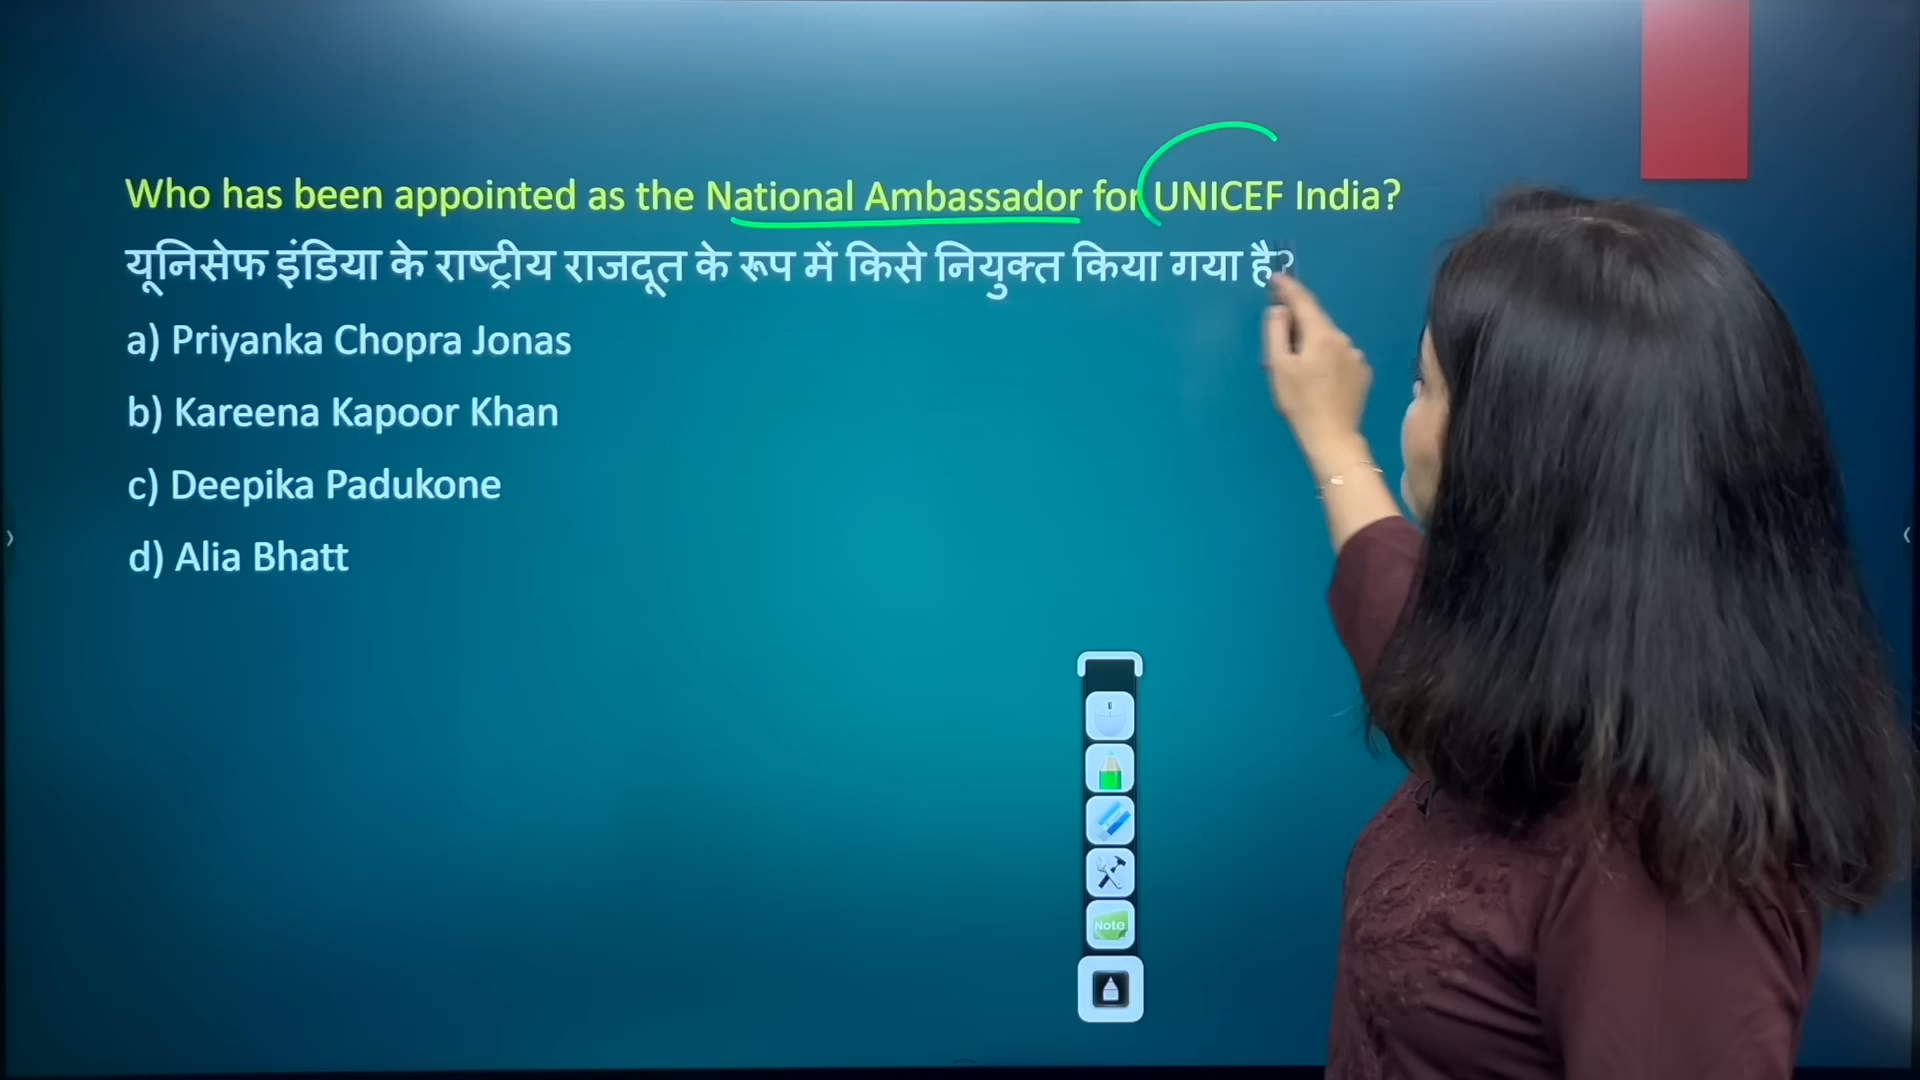 Who has been appointed as the National Ambassador for UNICEF India?
यूनिसेफ इंडिया के राष्ट्रीय राजदूत के रूप में किसे नियुक्त किया गया है?
a) Priyanka Chopra Jonas
b) Kareena Kapoor Khan
c) Deepika Padukone
d) Alia Bhatt
Note